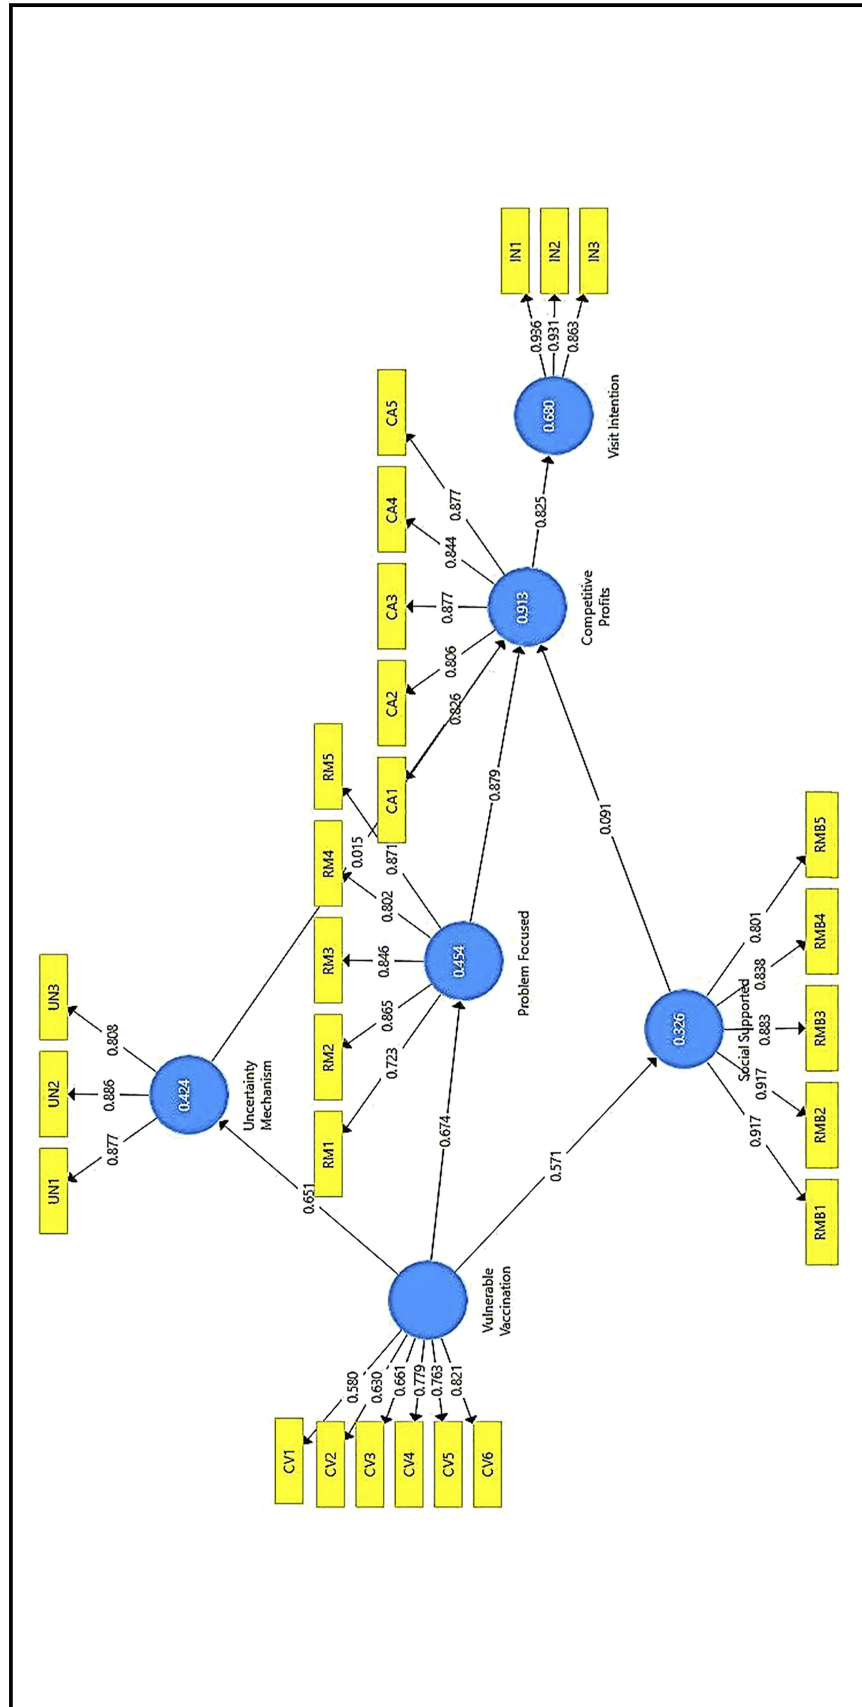 UN1
UN2
UN3
0.877
0.886
0.808
0.424
Uncertainty
Mechanism
0.651
0.015
RM1
RM2
RM3
RM4
RM5
0.723
0.865
0.846
0.802
0.871
0.454
Problem Focused
0.674
0.879
CV1
CV2
CV3
CV4
CV5
CV6
0.580
0.630
0.661
0.779
0.763
0.821
Vulnerable
Vaccination
0.571
CA1
CA2
CA3
CA4
CA5
0.826
0.806
0.877
0.844
0.877
0.913
Competitive
Profits
0.825
0.091
IN1
IN2
IN3
0.936
0.931
0.863
0.680
Visit Intention
0.326
Social Supported
0.917
0.917
0.883
0.838
0.801
RMB1
RMB2
RMB3
RMB4
RMB5